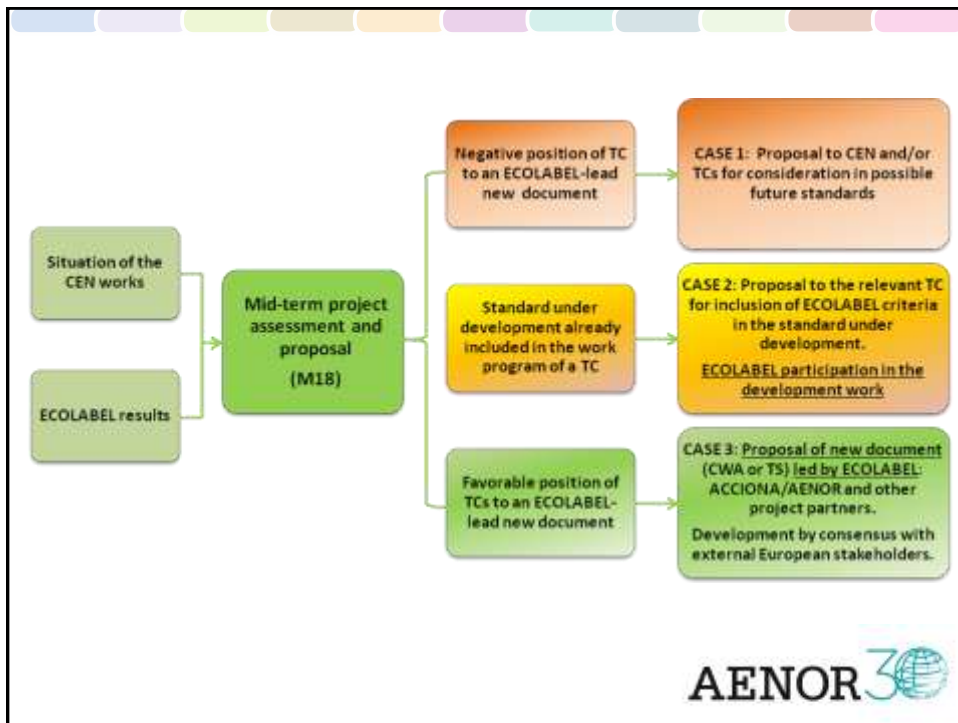 Situation of the
CEN works
ECOLABEL results
Mid-term project
assessment and
proposal
(M18)
Negative position of TC
to an ECOLABEL-lead
new document
CASE 1: Proposal to CEN and/or
TCs for consideration in possible
future standards
Standard under
development already
included in the work
program of a TC
CASE 2: Proposal to the relevant TC
for inclusion of ECOLABEL criteria
in the standard under
development.
ECOLABEL participation in the
development work
Favorable position of
TCs to an ECOLABEL-
lead new document
CASE 3: Proposal of new document
(CWA or TS) led by ECOLABEL:
ACCIONA/AENOR and other
project partners.
Development by consensus with
external European stakeholders.
AENOR 30